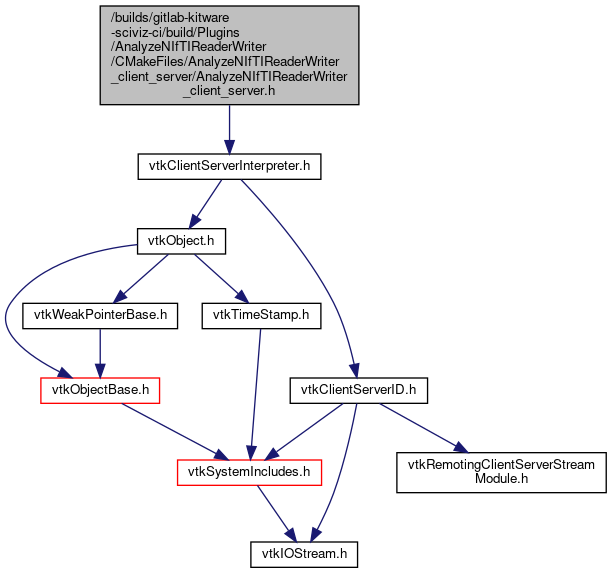 /builds/gitlab-kitware
-sciviz-ci/build/Plugins
/AnalyzeNIfTIReaderWriter
/CMakeFiles/AnalyzeNIfTIReaderWriter
_client_server/AnalyzeNIfTIReaderWriter
_client_server.h
vtkClientServerInterpreter.h
vtkObject.h
vtkWeakPointerBase.h
vtkTimeStamp.h
vtkObjectBase.h
vtkClientServerID.h
vtkSystemIncludes.h
vtkRemotingClientServerStream
Module.h
vtkIOStream.h